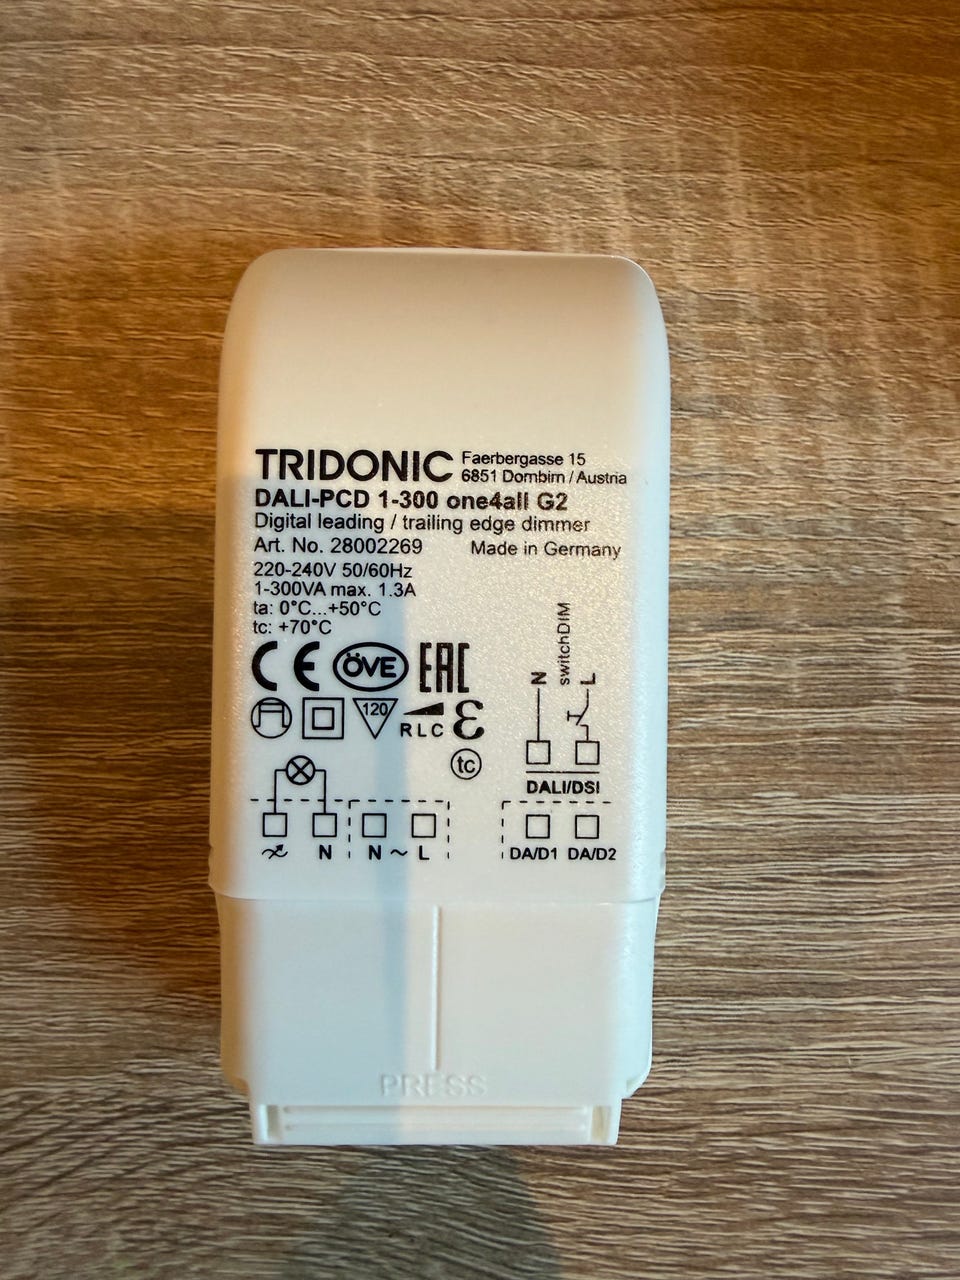 TRIDONIC Faerbergasse 15
6851 Dornbirn / Austria
DALI-PCD 1-300 one4all G2
Digital leading / trailing edge dimmer
Art. No. 28002269 Made in Germany
220-240V 50/60Hz
1-300VA max. 1.3A
ta: 0°C...+50°C
tc: +70°C
CE ÖVE EAC
120 RLC Ɛ
tc
N switchDIM L
DALI/DSI
N N ~ L
DA/D1 DA/D2
PRESS